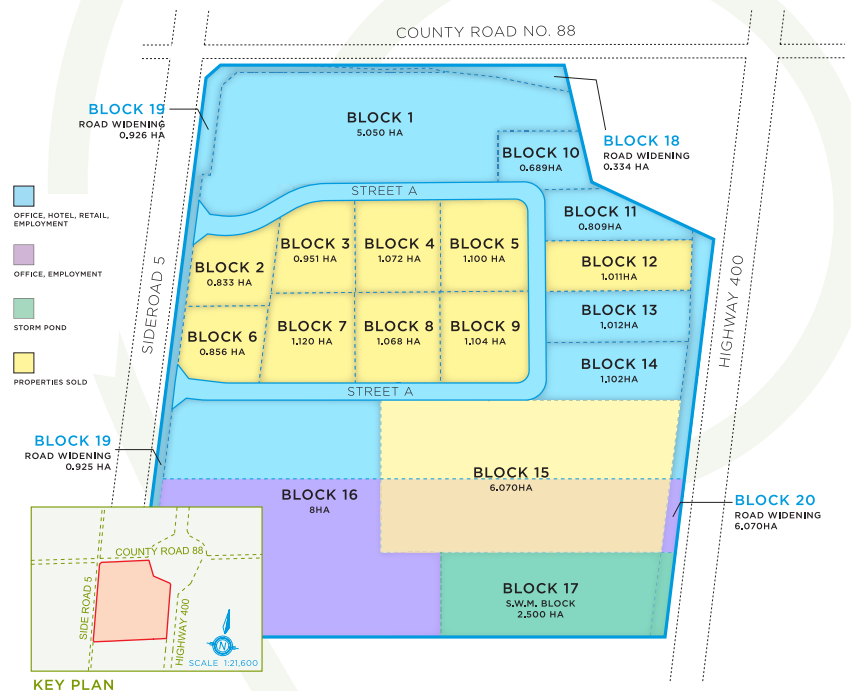 COUNTY ROAD NO. 88
BLOCK 19
ROAD WIDENING
0.926 HA
BLOCK 1
5.050 HA
BLOCK 18
ROAD WIDENING
0.334 HA
BLOCK 10
0.689HA
STREET A
OFFICE, HOTEL, RETAIL,
EMPLOYMENT
OFFICE, EMPLOYMENT
STORM POND
PROPERTIES SOLD
SIDEROAD 5
BLOCK 2
0.833 HA
BLOCK 3
0.951 HA
BLOCK 4
1.072 HA
BLOCK 5
1.100 HA
BLOCK 11
0.809HA
BLOCK 12
1.011HA
HIGHWAY 400
BLOCK 6
0.856 HA
BLOCK 7
1.120 HA
BLOCK 8
1.068 HA
BLOCK 9
1.104 HA
BLOCK 13
1.012HA
BLOCK 14
1.102HA
STREET A
BLOCK 19
ROAD WIDENING
0.925 HA
BLOCK 15
6.070HA
BLOCK 16
8HA
BLOCK 20
ROAD WIDENING
6.070HA
BLOCK 17
S.W.M. BLOCK
2.500 HA
COUNTY ROAD 88
SIDE ROAD 5
HIGHWAY 400
N
SCALE 1:21,600
KEY PLAN